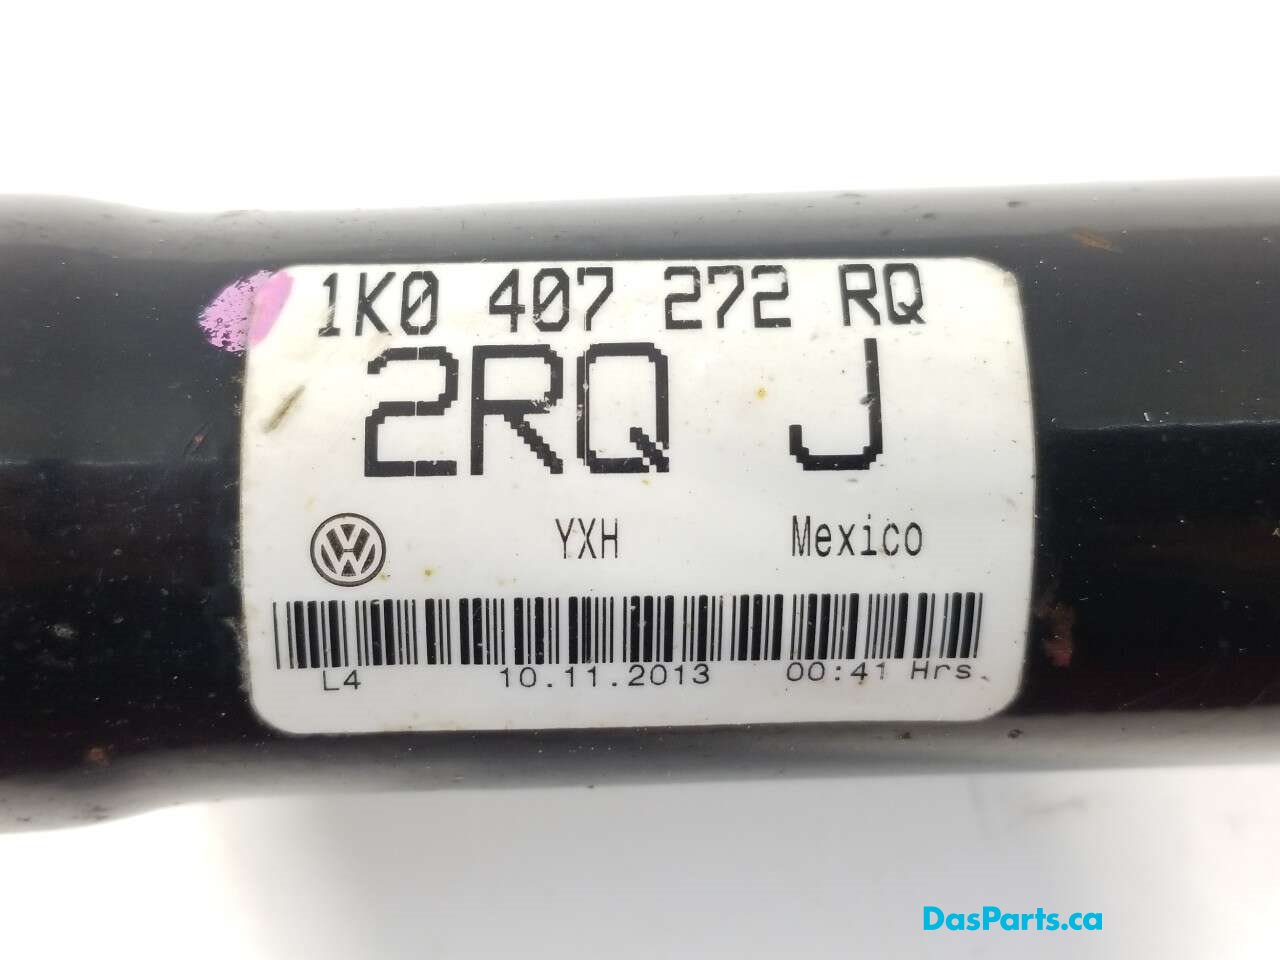 1K0 407 272 RQ
2RQ J
YXH Mexico
L4 10.11.2013 00:41 Hrs.
DasParts.ca